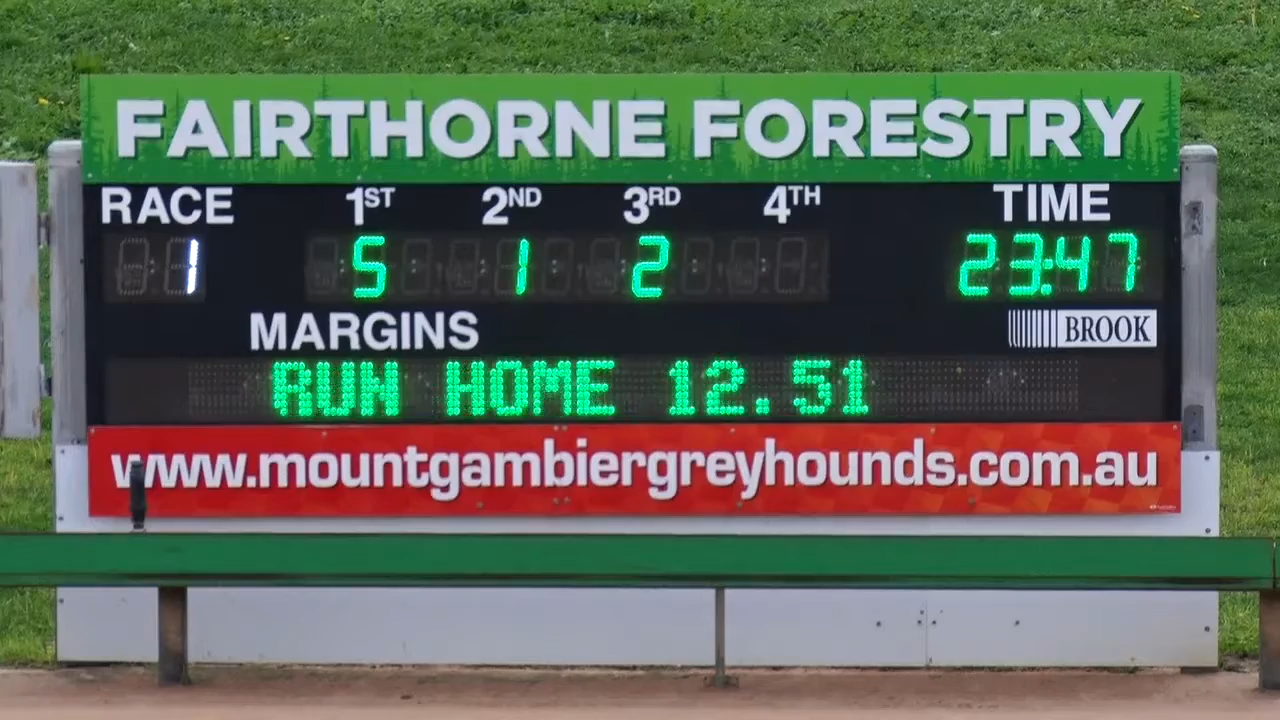 FAIRTHORNE FORESTRY
RACE 1ST 2ND 3RD 4TH TIME
1 5 1 2 23:47
MARGINS BROOK
RUN HOME 12.51
www.mountgambiergreyhounds.com.au